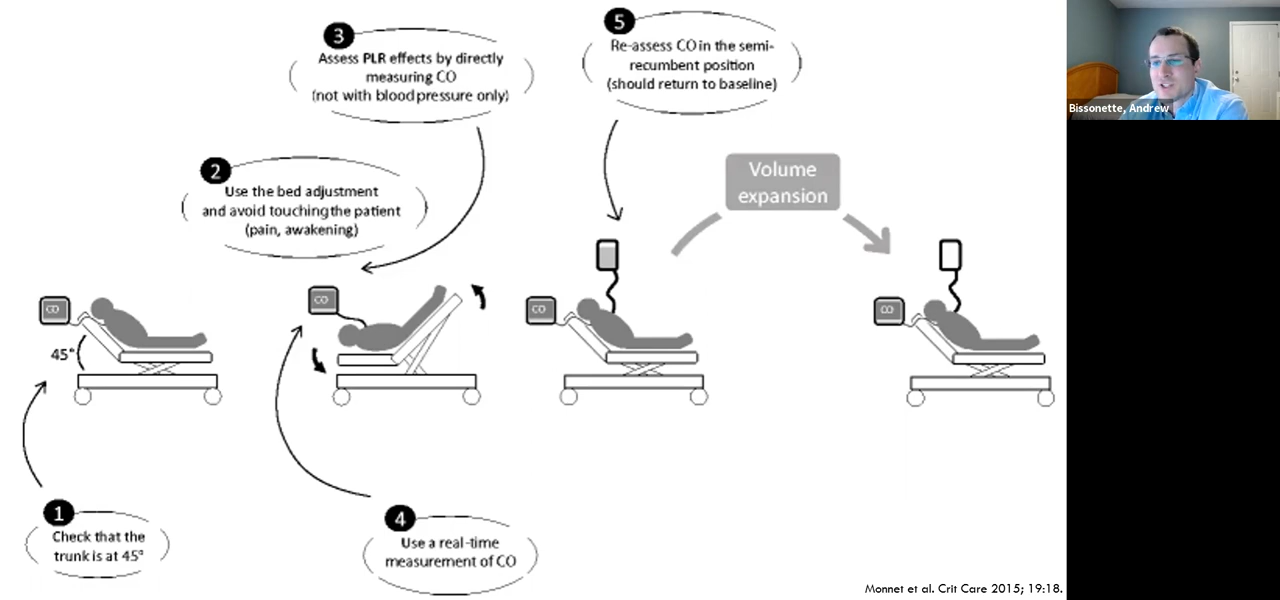 3
Assess PLR effects by directly
measuring CO
(not with blood pressure only)
5
Re-assess CO in the semi-
recumbent position
(should return to baseline)
Bissonette, Andrew
2
Use the bed adjustment
and avoid touching the patient
(pain, awakening)
Volume
expansion
CO
45°
CO
CO
CO
1
Check that the
trunk is at 45°
4
Use a real-time
measurement of CO
Monnet et al. Crit Care 2015; 19:18.